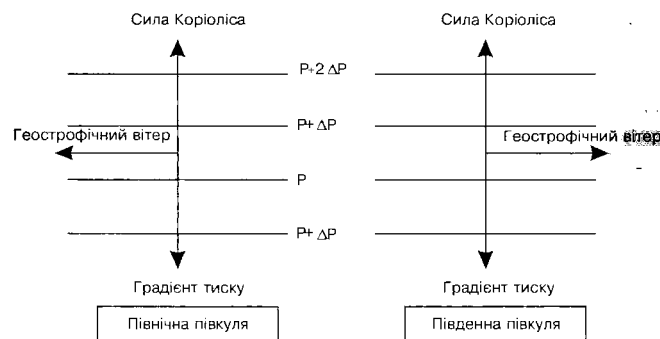 Сила Коріоліса
Сила Коріоліса
P+2 ΔP
P+ ΔP
Геострофічний вітер
Геострофічний вітер
P
P+ ΔP
Градієнт тиску
Градієнт тиску
Північна півкуля
Південна півкуля